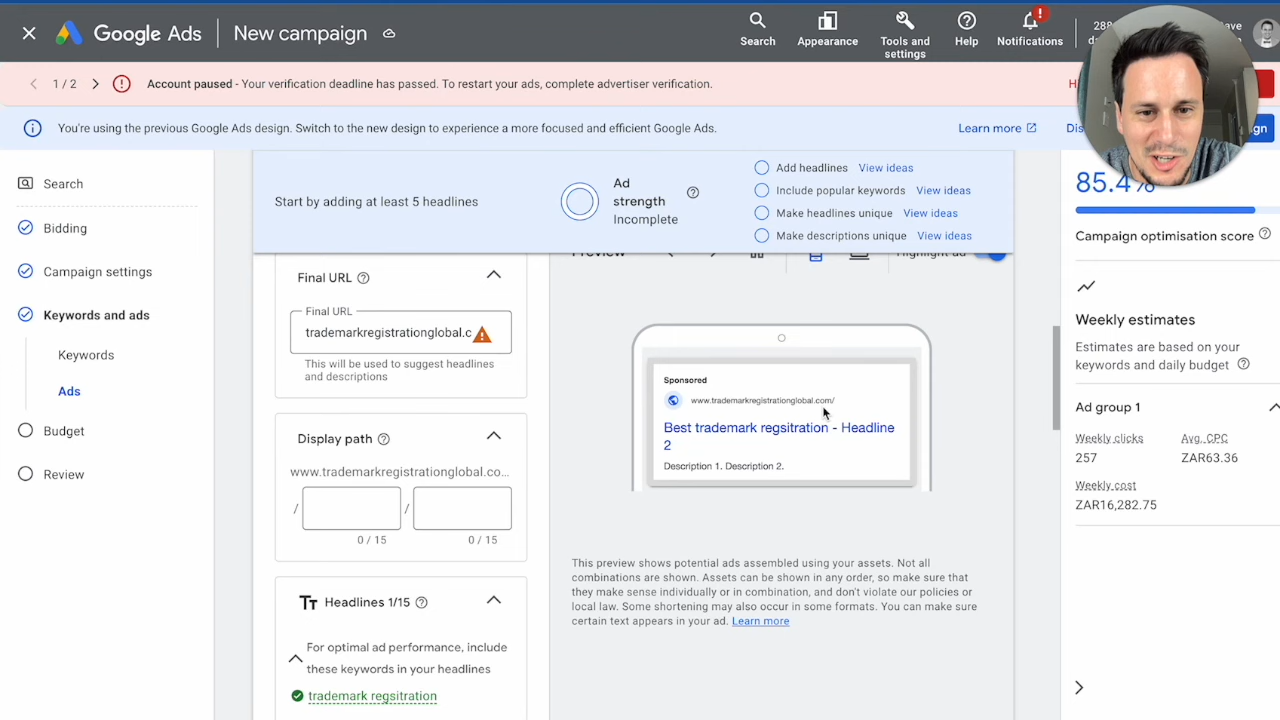 Google Ads
New campaign
Search
Appearance
Tools and
settings
Help
Notifications
!
288
1 / 2
Account paused - Your verification deadline has passed. To restart your ads, complete advertiser verification.
You're using the previous Google Ads design. Switch to the new design to experience a more focused and efficient Google Ads.
Learn more
Search
Bidding
Campaign settings
Keywords and ads
Keywords
Ads
Budget
Review
Start by adding at least 5 headlines
Ad
strength
Incomplete
Add headlines View ideas
Include popular keywords View ideas
Make headlines unique View ideas
Make descriptions unique View ideas
Final URL
Final URL
trademarkregistrationglobal.c
This will be used to suggest headlines
and descriptions
Display path
www.trademarkregistrationglobal.co...
/ /
0 / 15 0 / 15
Headlines 1/15
For optimal ad performance, include
these keywords in your headlines
trademark regsitration
Preview
Highlight ad
Sponsored
www.trademarkregstrationglobal.com/
Best trademark regsitration - Headline
2
Description 1. Description 2.
This preview shows potential ads assembled using your assets. Not all
combinations are shown. Assets can be shown in any order, so make sure that
they make sense individually or in combination, and don't violate our policies or
local law. Some shortening may also occur in some formats. You can make sure
certain text appears in your ad. Learn more
85.4%
Campaign optimisation score
Weekly estimates
Estimates are based on your
keywords and daily budget
Ad group 1
Weekly clicks Avg. CPC
257 ZAR63.36
Weekly cost
ZAR16,282.75